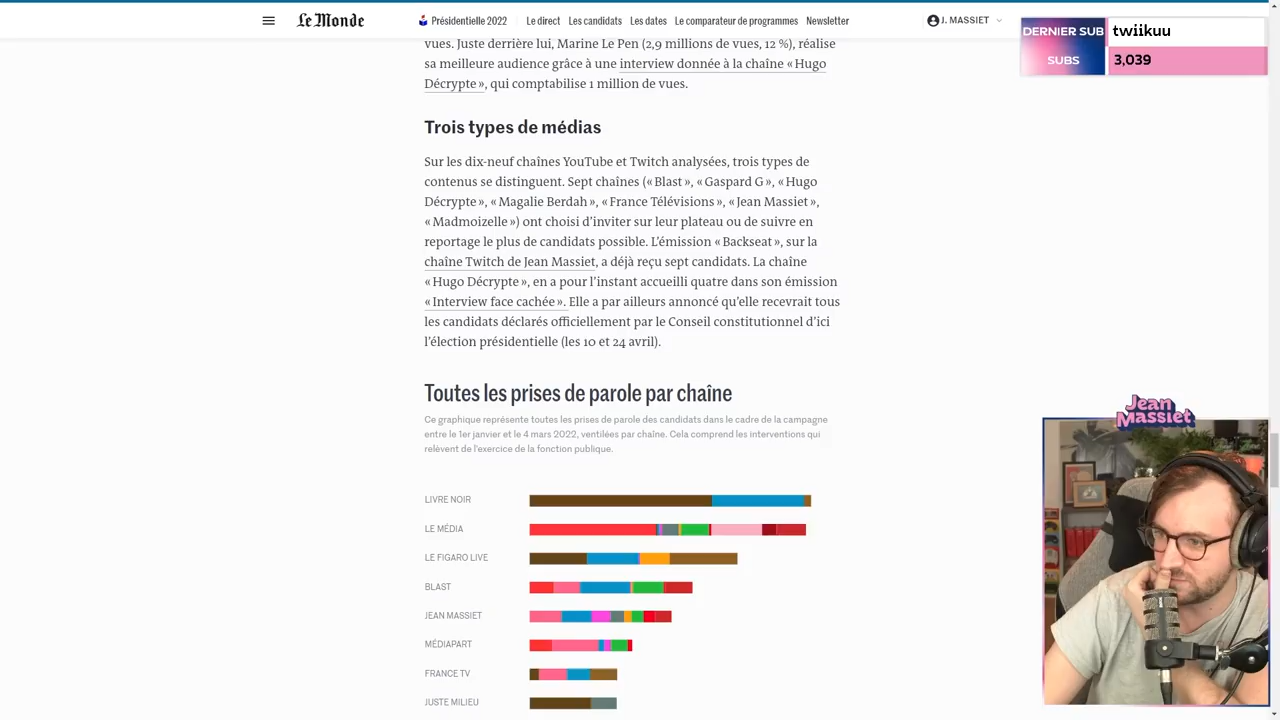 Le Monde
Présidentielle 2022
Le direct
Les candidats
Les dates
Le comparateur de programmes
Newsletter
J. MASSIET
DERNIER SUB
twiikuu
SUBS
3,039
vues. Juste derrière lui, Marine Le Pen (2,9 millions de vues, 12 %), réalise
sa meilleure audience grâce à une interview donnée à la chaîne « Hugo
Décrypte », qui comptabilise 1 million de vues.
Trois types de médias
Sur les dix-neuf chaînes YouTube et Twitch analysées, trois types de
contenus se distinguent. Sept chaînes (« Blast », « Gaspard G », « Hugo
Décrypte », « Magalie Berdah », « France Télévisions », « Jean Massiet »,
« Madmoizelle ») ont choisi d’inviter sur leur plateau ou de suivre en
reportage le plus de candidats possible. L’émission « Backseat », sur la
chaîne Twitch de Jean Massiet, a déjà reçu sept candidats. La chaîne
« Hugo Décrypte », en a pour l’instant accueilli quatre dans son émission
« Interview face cachée ». Elle a par ailleurs annoncé qu’elle recevrait tous
les candidats déclarés officiellement par le Conseil constitutionnel d’ici
l’élection présidentielle (les 10 et 24 avril).
Toutes les prises de parole par chaîne
Ce graphique représente toutes les prises de parole des candidats dans le cadre de la campagne
entre le 1er janvier et le 4 mars 2022, ventilées par chaîne. Cela comprend les interventions qui
relèvent de l'exercice de la fonction publique.
LIVRE NOIR
LE MÉDIA
LE FIGARO LIVE
BLAST
JEAN MASSIET
MÉDIAPART
FRANCE TV
JUSTE MILIEU
Jean
Massiet